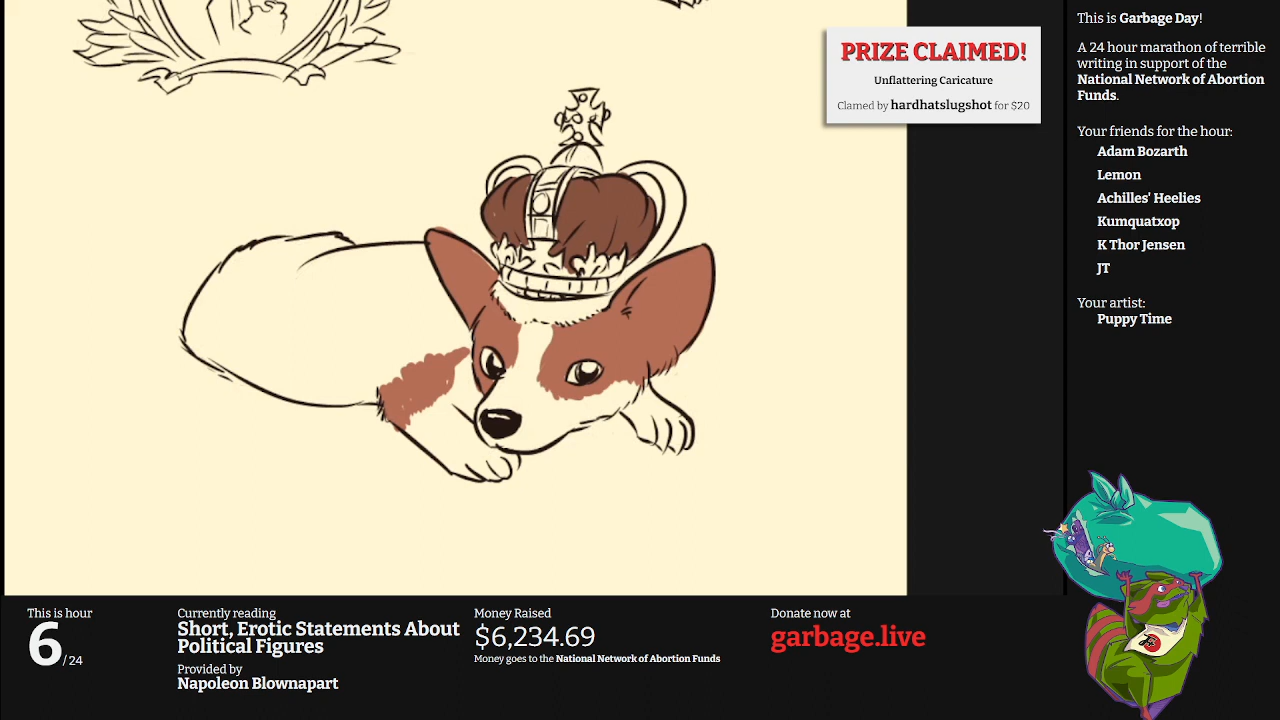 PRIZE CLAIMED!
Unflattering Caricature
Clamed by hardhatslugshot for $20
This is Garbage Day!
A 24 hour marathon of terrible
writing in support of the
National Network of Abortion
Funds.
Your friends for the hour:
Adam Bozarth
Lemon
Achilles' Heelies
Kumquatxop
K Thor Jensen
JT
Your artist:
Puppy Time
This is hour
6/24
Currently reading
Short, Erotic Statements About
Political Figures
Provided by
Napoleon Blownapart
Money Raised
$6,234.69
Money goes to the National Network of Abortion Funds
Donate now at
garbage.live